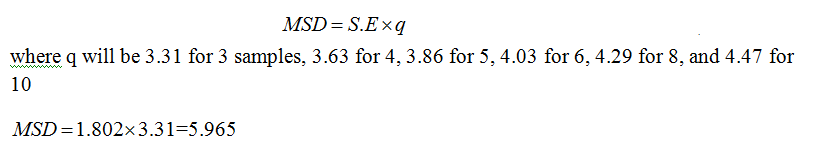 MSD = S.E×q
where q will be 3.31 for 3 samples, 3.63 for 4, 3.86 for 5, 4.03 for 6, 4.29 for 8, and 4.47 for
10
MSD=1.802×3.31=5.965